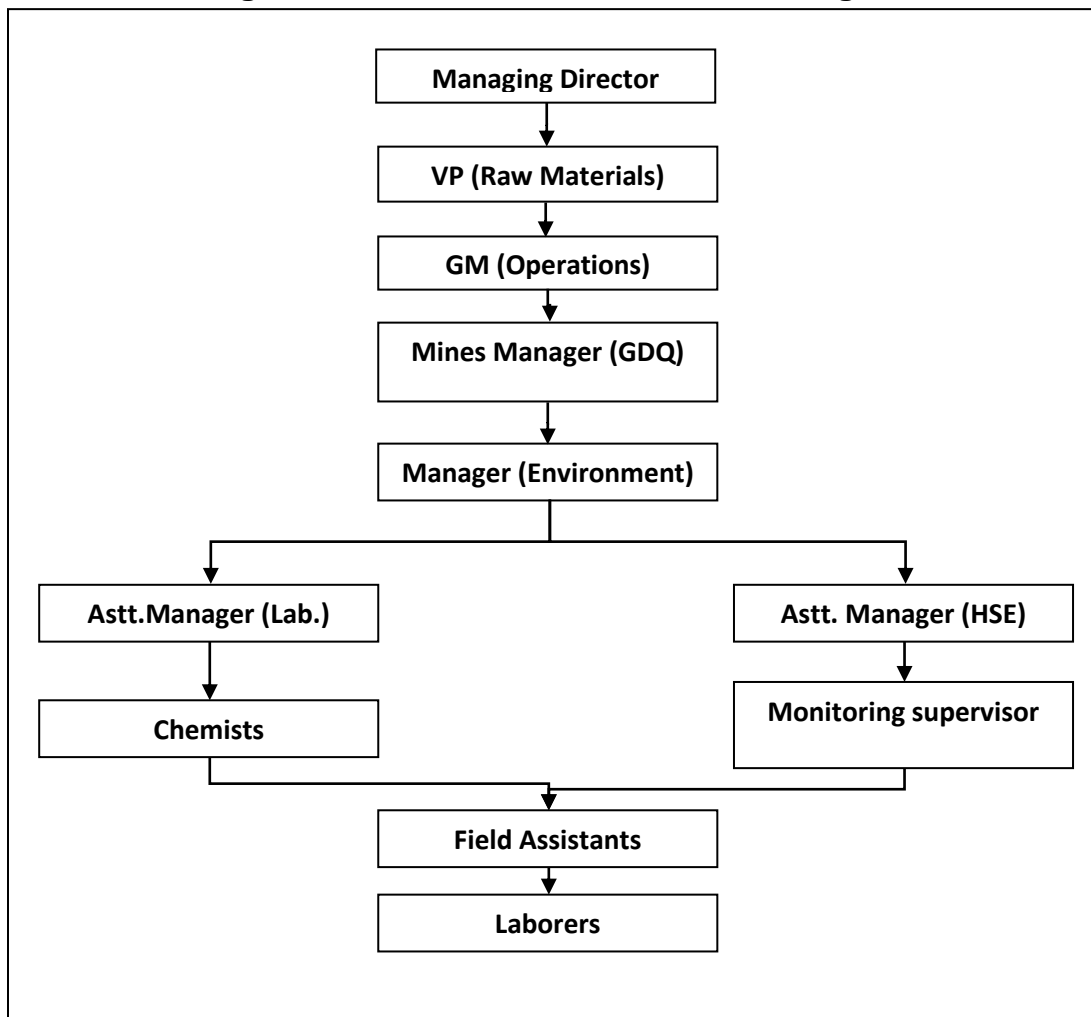 Managing Director
VP (Raw Materials)
GM (Operations)
Mines Manager (GDQ)
Manager (Environment)
Astt.Manager (Lab.)
Astt. Manager (HSE)
Chemists
Monitoring supervisor
Field Assistants
Laborers